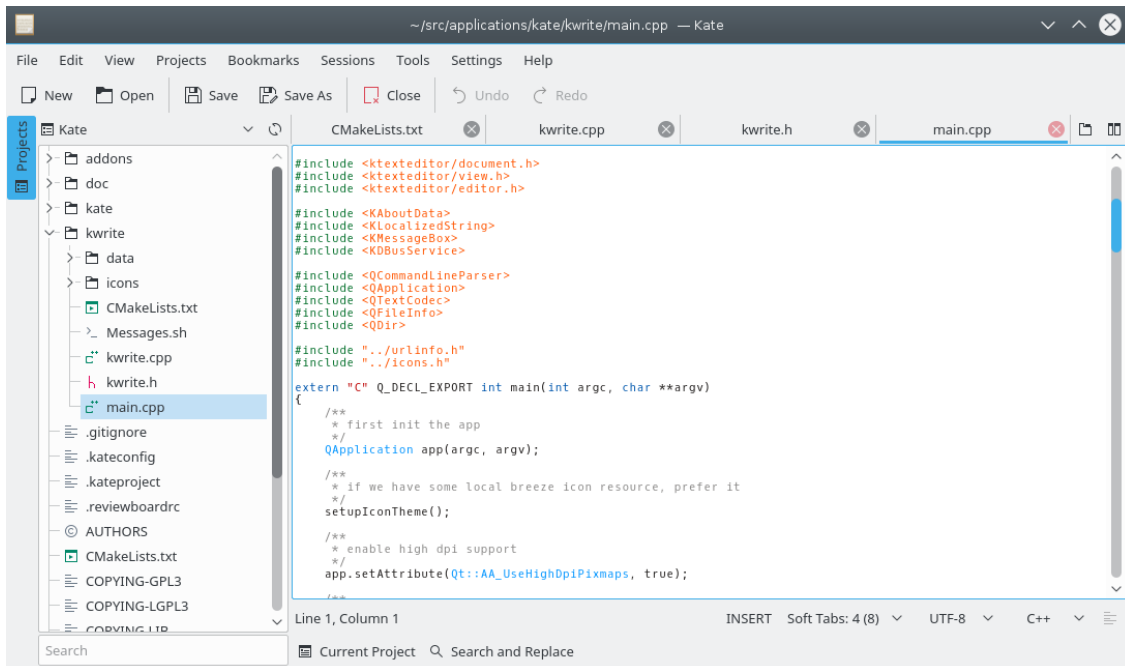 ~/src/applications/kate/kwrite/main.cpp — Kate
File Edit View Projects Bookmarks Sessions Tools Settings Help
New Open Save Save As Close Undo Redo
Projects
Kate
addons
doc
kate
kwrite
data
icons
CMakeLists.txt
Messages.sh
kwrite.cpp
kwrite.h
main.cpp
.gitignore
.kateconfig
.kateproject
.reviewboardrc
AUTHORS
CMakeLists.txt
COPYING-GPL3
COPYING-LGPL3
COPYING.LIB
Search
CMakeLists.txt kwrite.cpp kwrite.h main.cpp
#include <ktexteditor/document.h>
#include <ktexteditor/view.h>
#include <ktexteditor/editor.h>
#include <KAboutData>
#include <KLocalizedString>
#include <KMessageBox>
#include <KDBusService>
#include <QCommandLineParser>
#include <QApplication>
#include <QTextCodec>
#include <QFileInfo>
#include <QDir>
#include "../urlinfo.h"
#include "../icons.h"
extern "C" Q_DECL_EXPORT int main(int argc, char **argv)
{
    /**
     * first init the app
     */
    QApplication app(argc, argv);
    /**
     * if we have some local breeze icon resource, prefer it
     */
    setupIconTheme();
    /**
     * enable high dpi support
     */
    app.setAttribute(Qt::AA_UseHighDpiPixmaps, true);
    /**
Line 1, Column 1 INSERT Soft Tabs: 4 (8) UTF-8 C++
Current Project Search and Replace